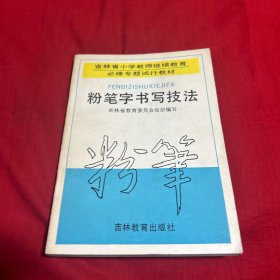 吉林省小学教师继续教育
必修专题试行教材
FENBIZISHUXIEJIFA
粉笔字书写技法
吉林省教育委员会组织编写
粉筆
吉林教育出版社